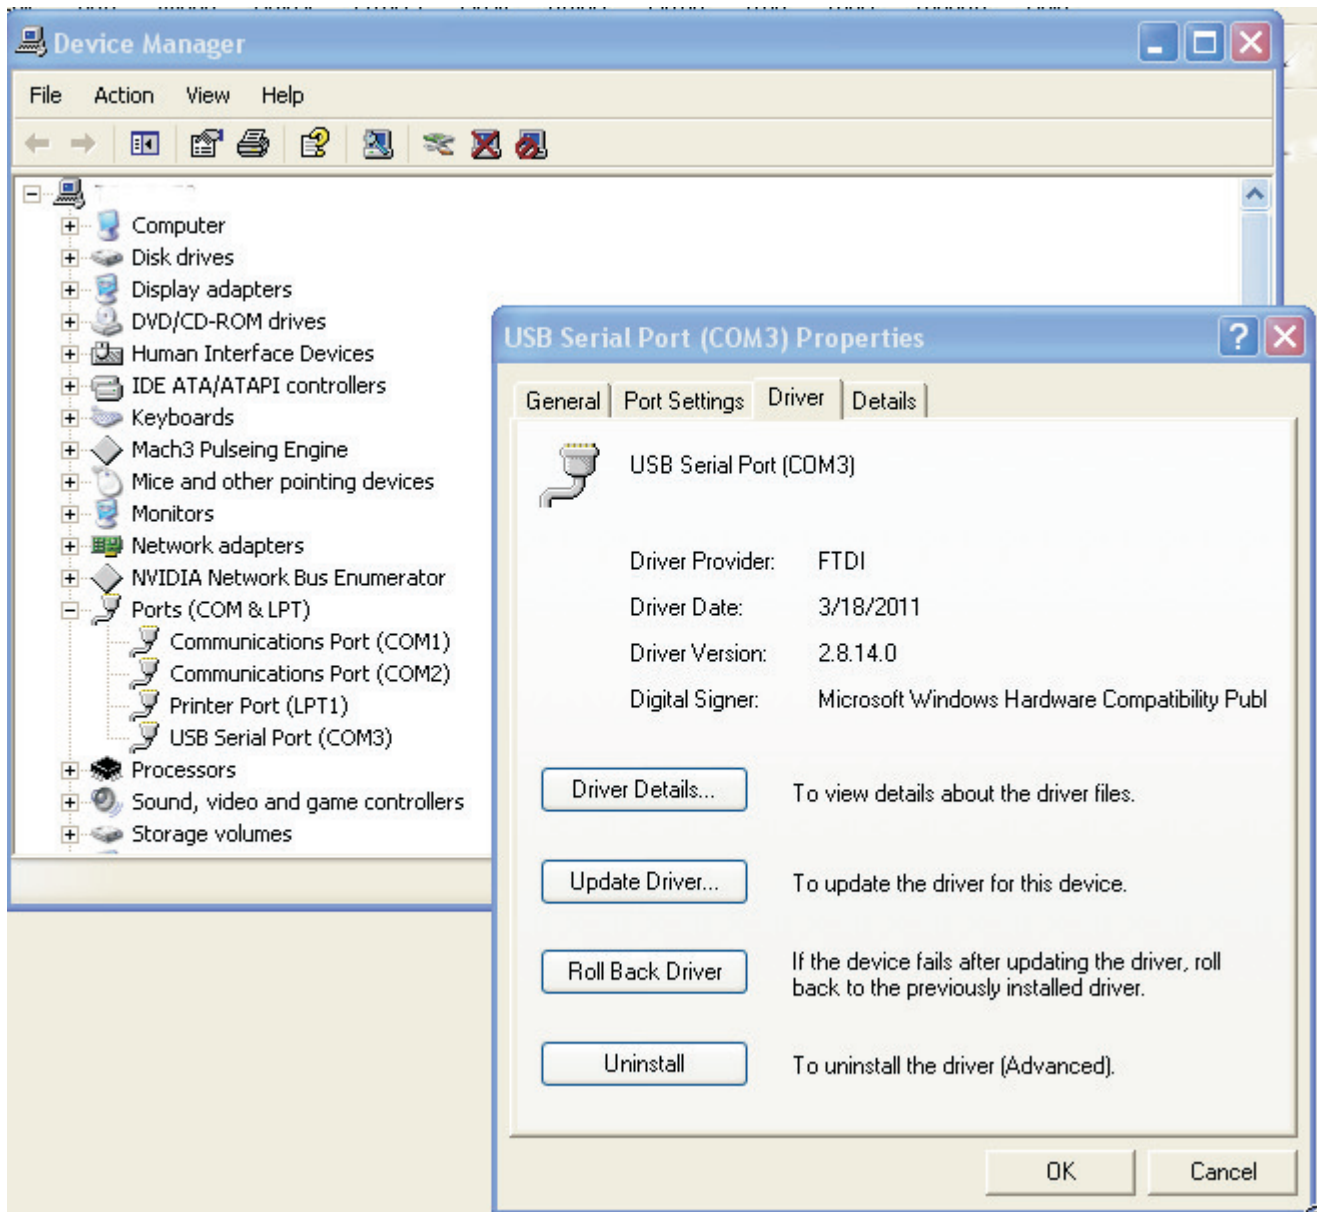 Device Manager
File Action View Help
Computer
Disk drives
Display adapters
DVD/CD-ROM drives
Human Interface Devices
IDE ATA/ATAPI controllers
Keyboards
Mach3 Pulseing Engine
Mice and other pointing devices
Monitors
Network adapters
NVIDIA Network Bus Enumerator
Ports (COM & LPT)
Communications Port (COM1)
Communications Port (COM2)
Printer Port (LPT1)
USB Serial Port (COM3)
Processors
Sound, video and game controllers
Storage volumes
USB Serial Port (COM3) Properties
General Port Settings Driver Details
USB Serial Port (COM3)
Driver Provider: FTDI
Driver Date: 3/18/2011
Driver Version: 2.8.14.0
Digital Signer: Microsoft Windows Hardware Compatibility Publ
Driver Details... To view details about the driver files.
Update Driver... To update the driver for this device.
Roll Back Driver If the device fails after updating the driver, roll
back to the previously installed driver.
Uninstall To uninstall the driver (Advanced).
OK Cancel